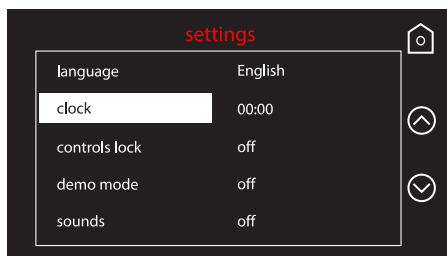 settings
language English
clock 00:00
controls lock off
demo mode off
sounds off